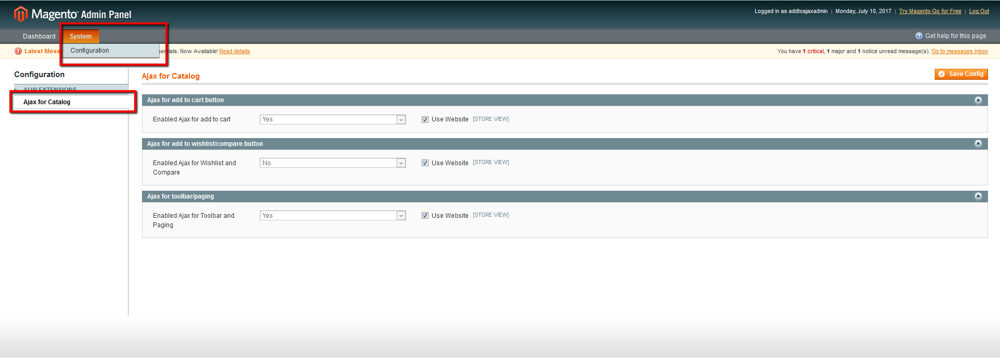 Magento™ Admin Panel
Logged in as addtoajaxadmin | Monday, July 10, 2017 | Try Magento Go for Free | Log Out
Dashboard System
Get help for this page
Configuration
Latest Mess : Now Available! Read details
You have 1 critical, 1 major and 1 notice unread message(s). Go to messages inbox
Configuration
ALW EXTENSIONS
Ajax for Catalog
Ajax for Catalog
Save Config
Ajax for add to cart button
Enabled Ajax for add to cart
Yes
Use Website [STORE VIEW]
Ajax for add to wishlist/compare button
Enabled Ajax for Wishlist and
Compare
No
Use Website [STORE VIEW]
Ajax for toolbar/paging
Enabled Ajax for Toolbar and
Paging
Yes
Use Website [STORE VIEW]